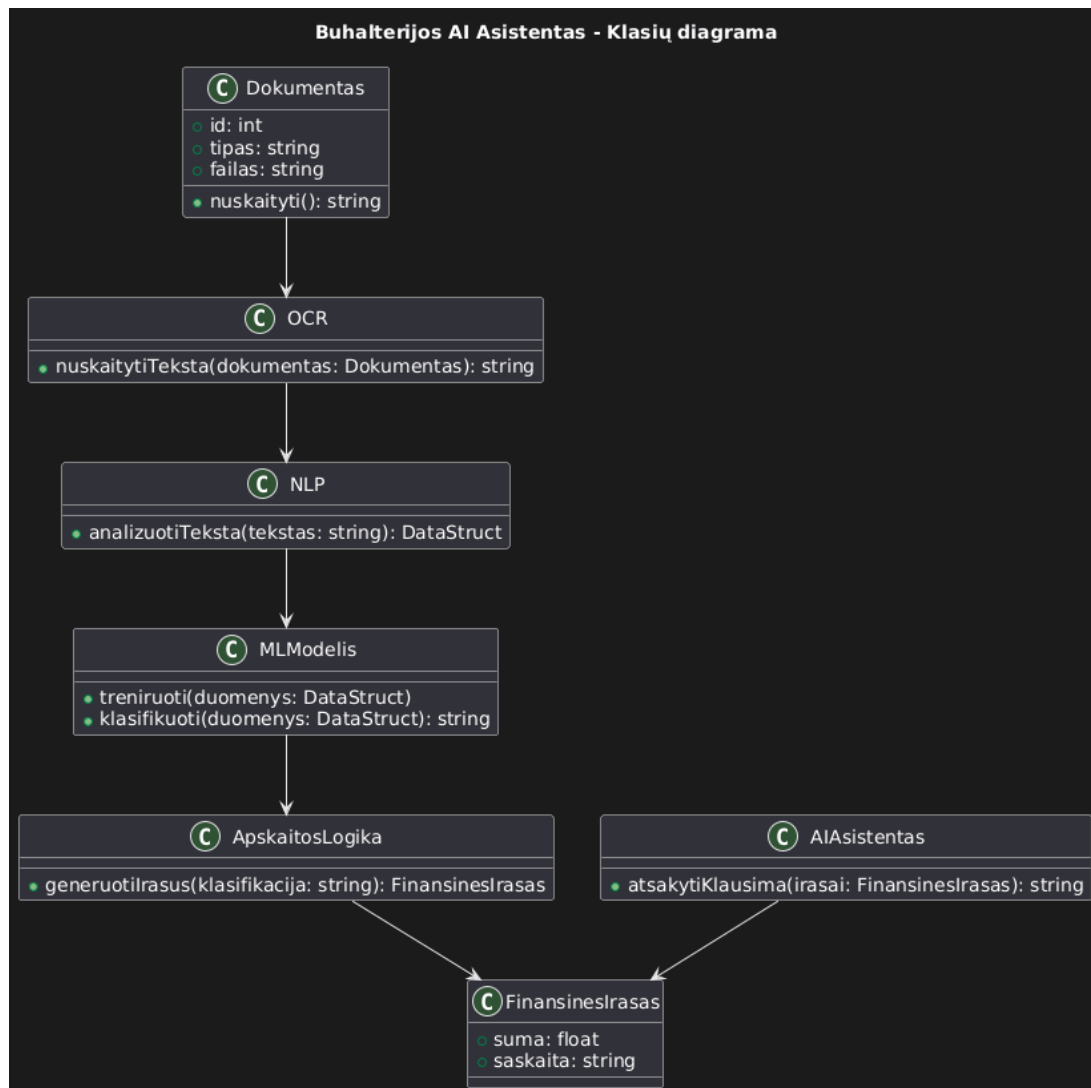 Buhalterijos AI Asistentas - Klasių diagrama
C Dokumentas
id: int
tipas: string
failas: string
nuskaityti(): string
C OCR
nuskaitytiTeksta(dokumentas: Dokumentas): string
C NLP
analizuotiTeksta(tekstas: string): DataStruct
C MLModelis
treniruoti(duomenys: DataStruct)
klasifikuoti(duomenys: DataStruct): string
C ApskaitosLogika
generuotiIrasus(klasifikacija: string): FinansinesIrasas
C AIAsistentas
atsakytiKlausima(irasai: FinansinesIrasas): string
C FinansinesIrasas
suma: float
saskaita: string